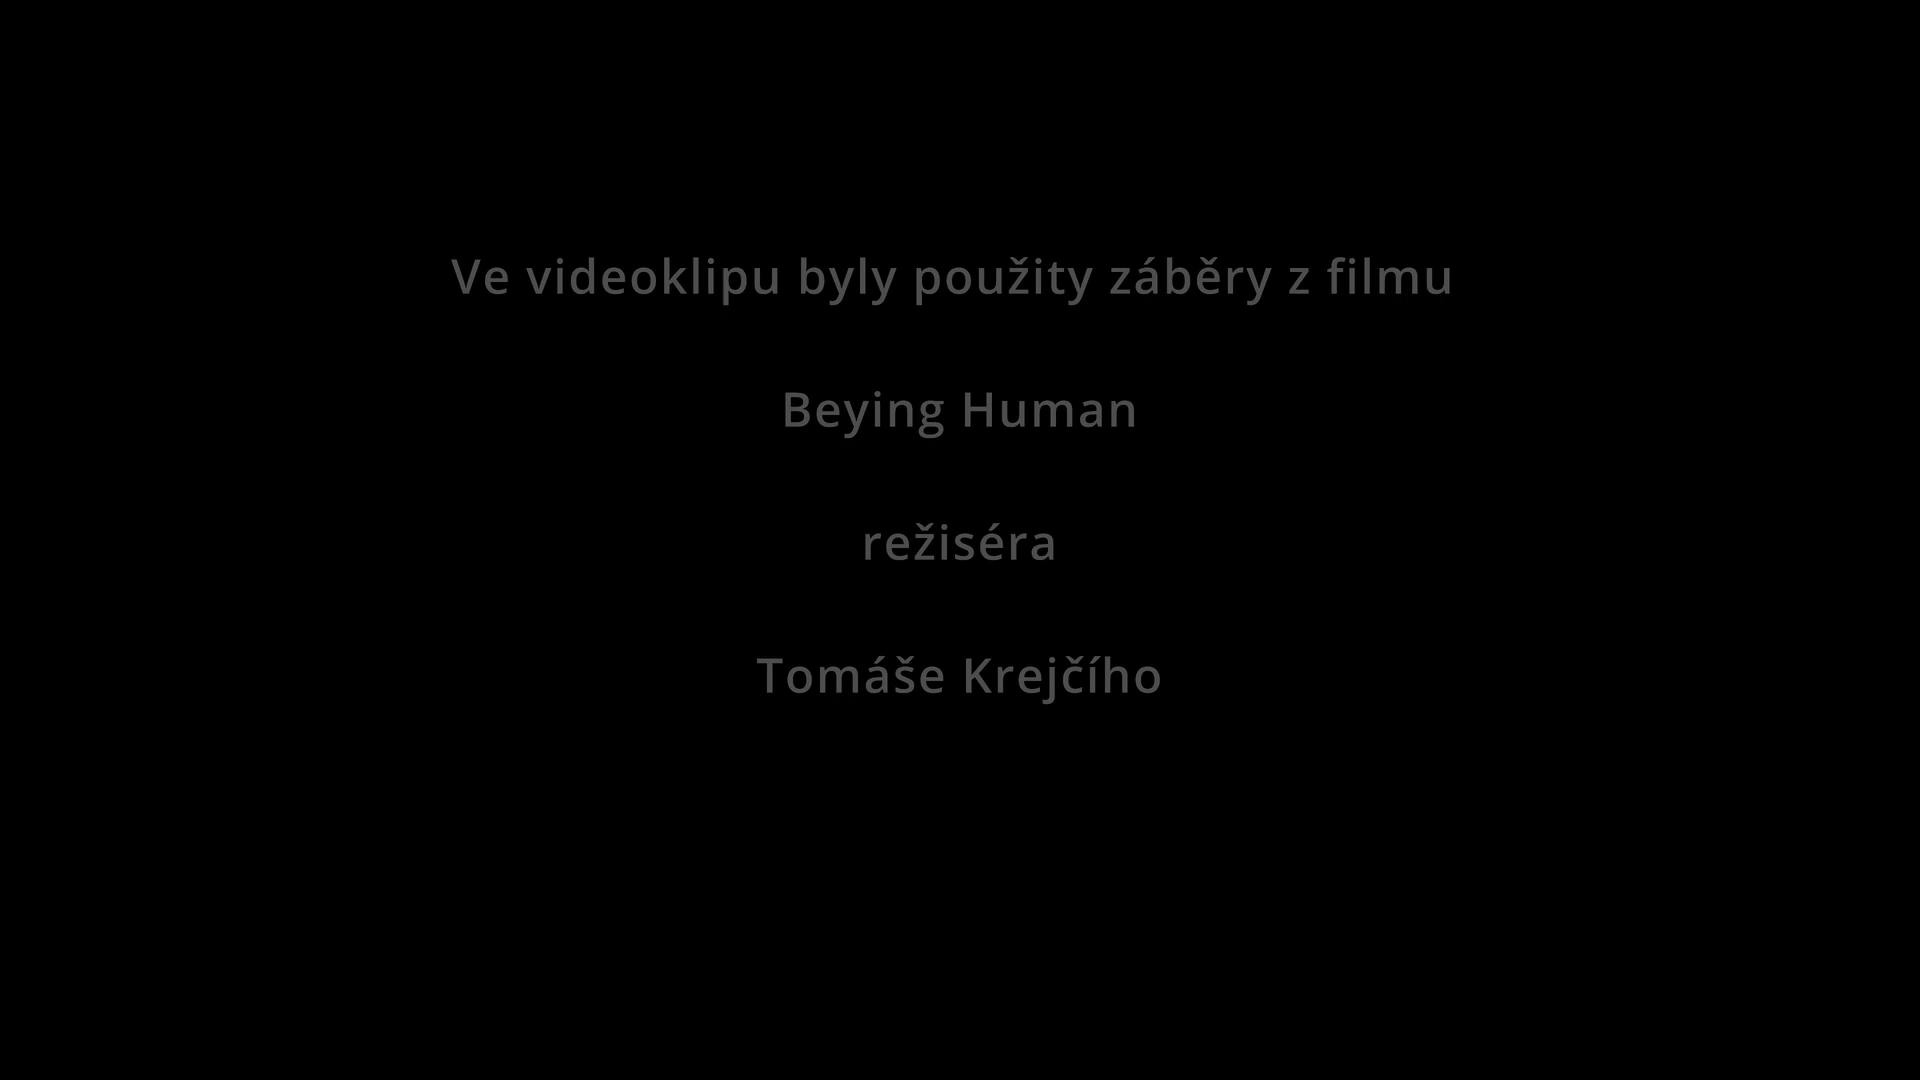 Ve videoklipu byly použity záběry z filmu
Beying Human
režiséra
Tomáše Krejčího